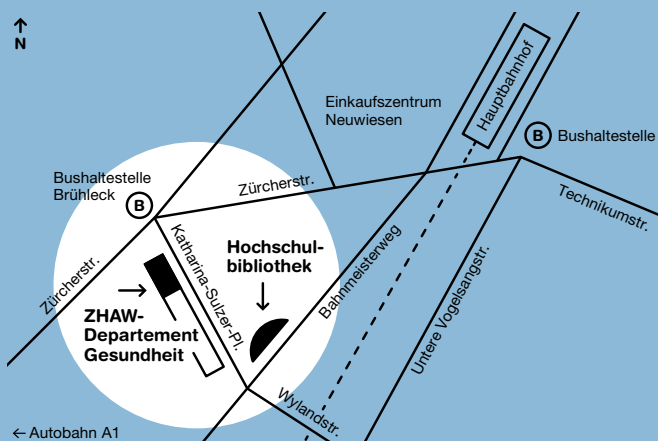 N
Einkaufszentrum
Neuwiesen
Hauptbahnhof
B
Bushaltestelle
Bushaltestelle
Brühleck
B
Zürcherstr.
Technikumstr.
Zürcherstr.
Katharina-Sulzer-Pl.
Hochschul-
bibliothek
Bahnmeisterweg
Untere Vogelsangstr.
ZHAW-
Departement
Gesundheit
Wylandstr.
← Autobahn A1